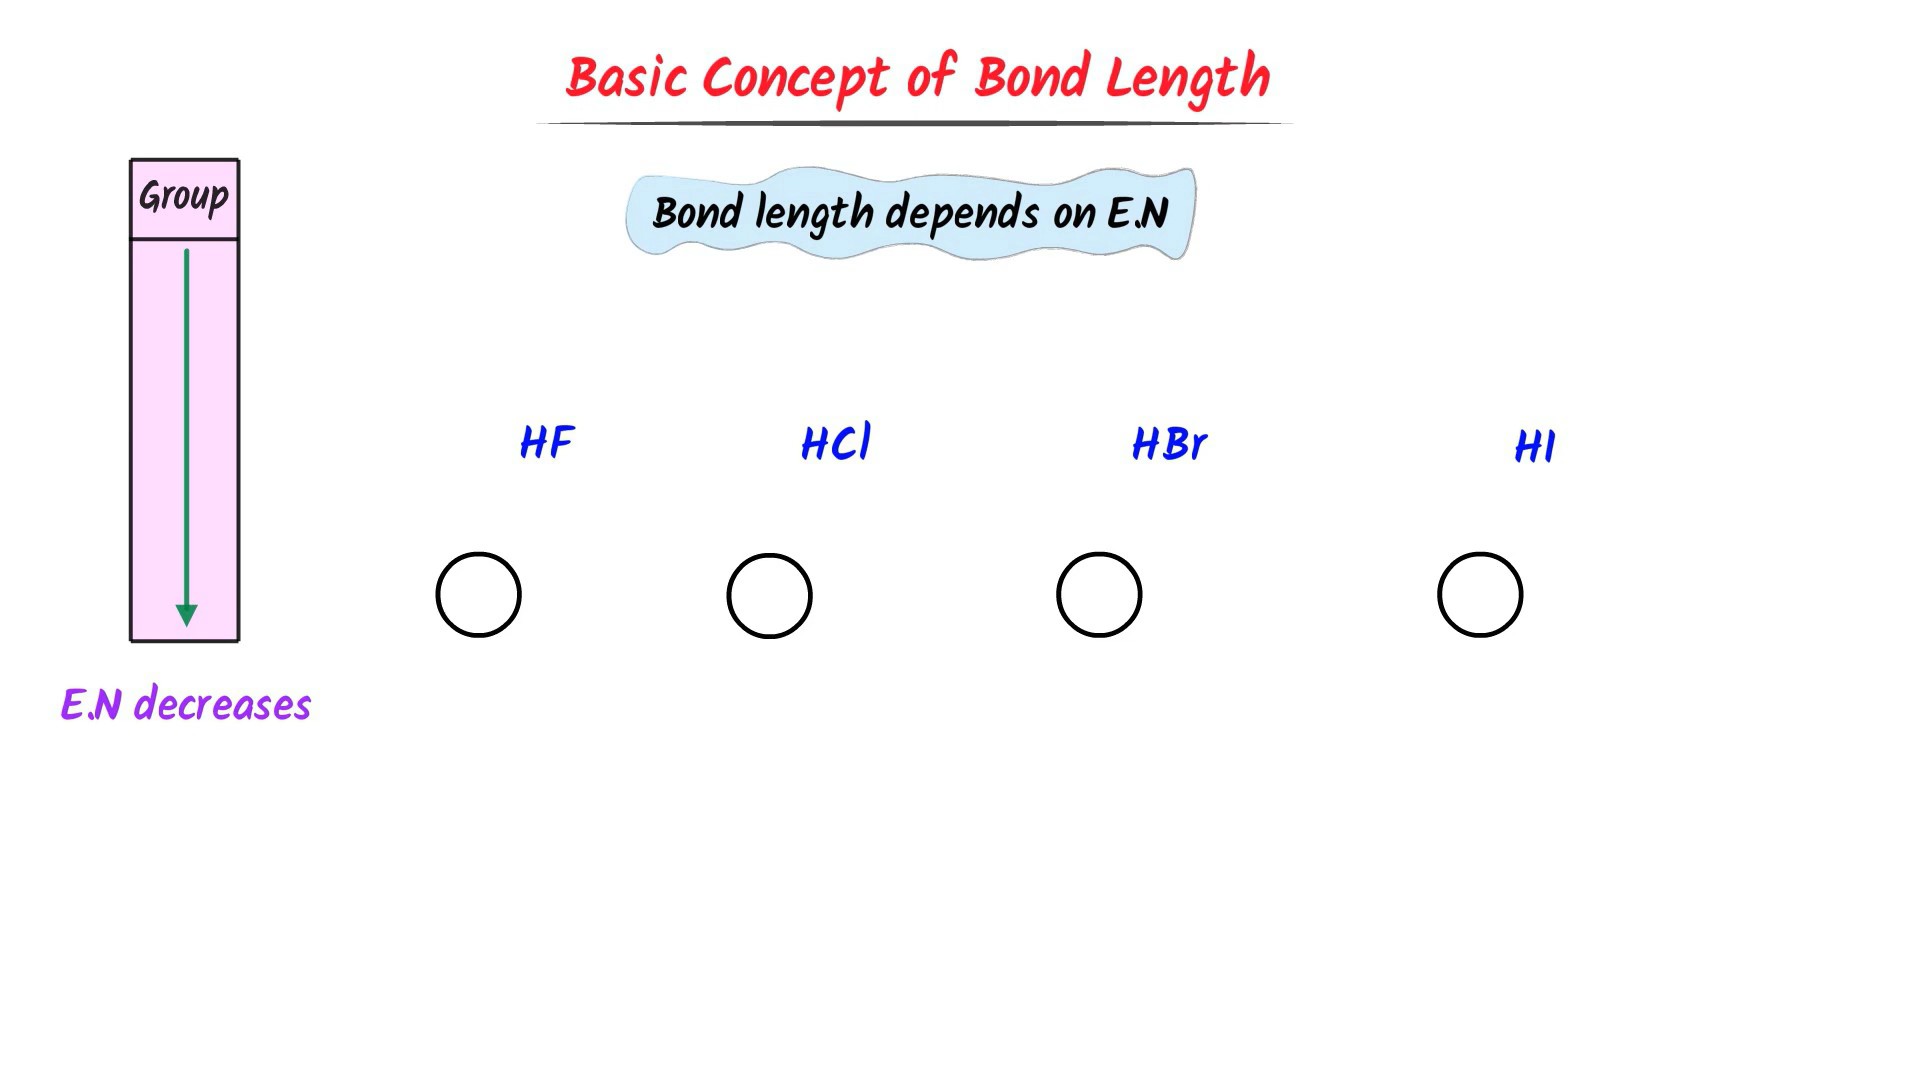 Basic Concept of Bond Length
Group
Bond length depends on E.N
HF
HCl
HBr
HI
E.N decreases